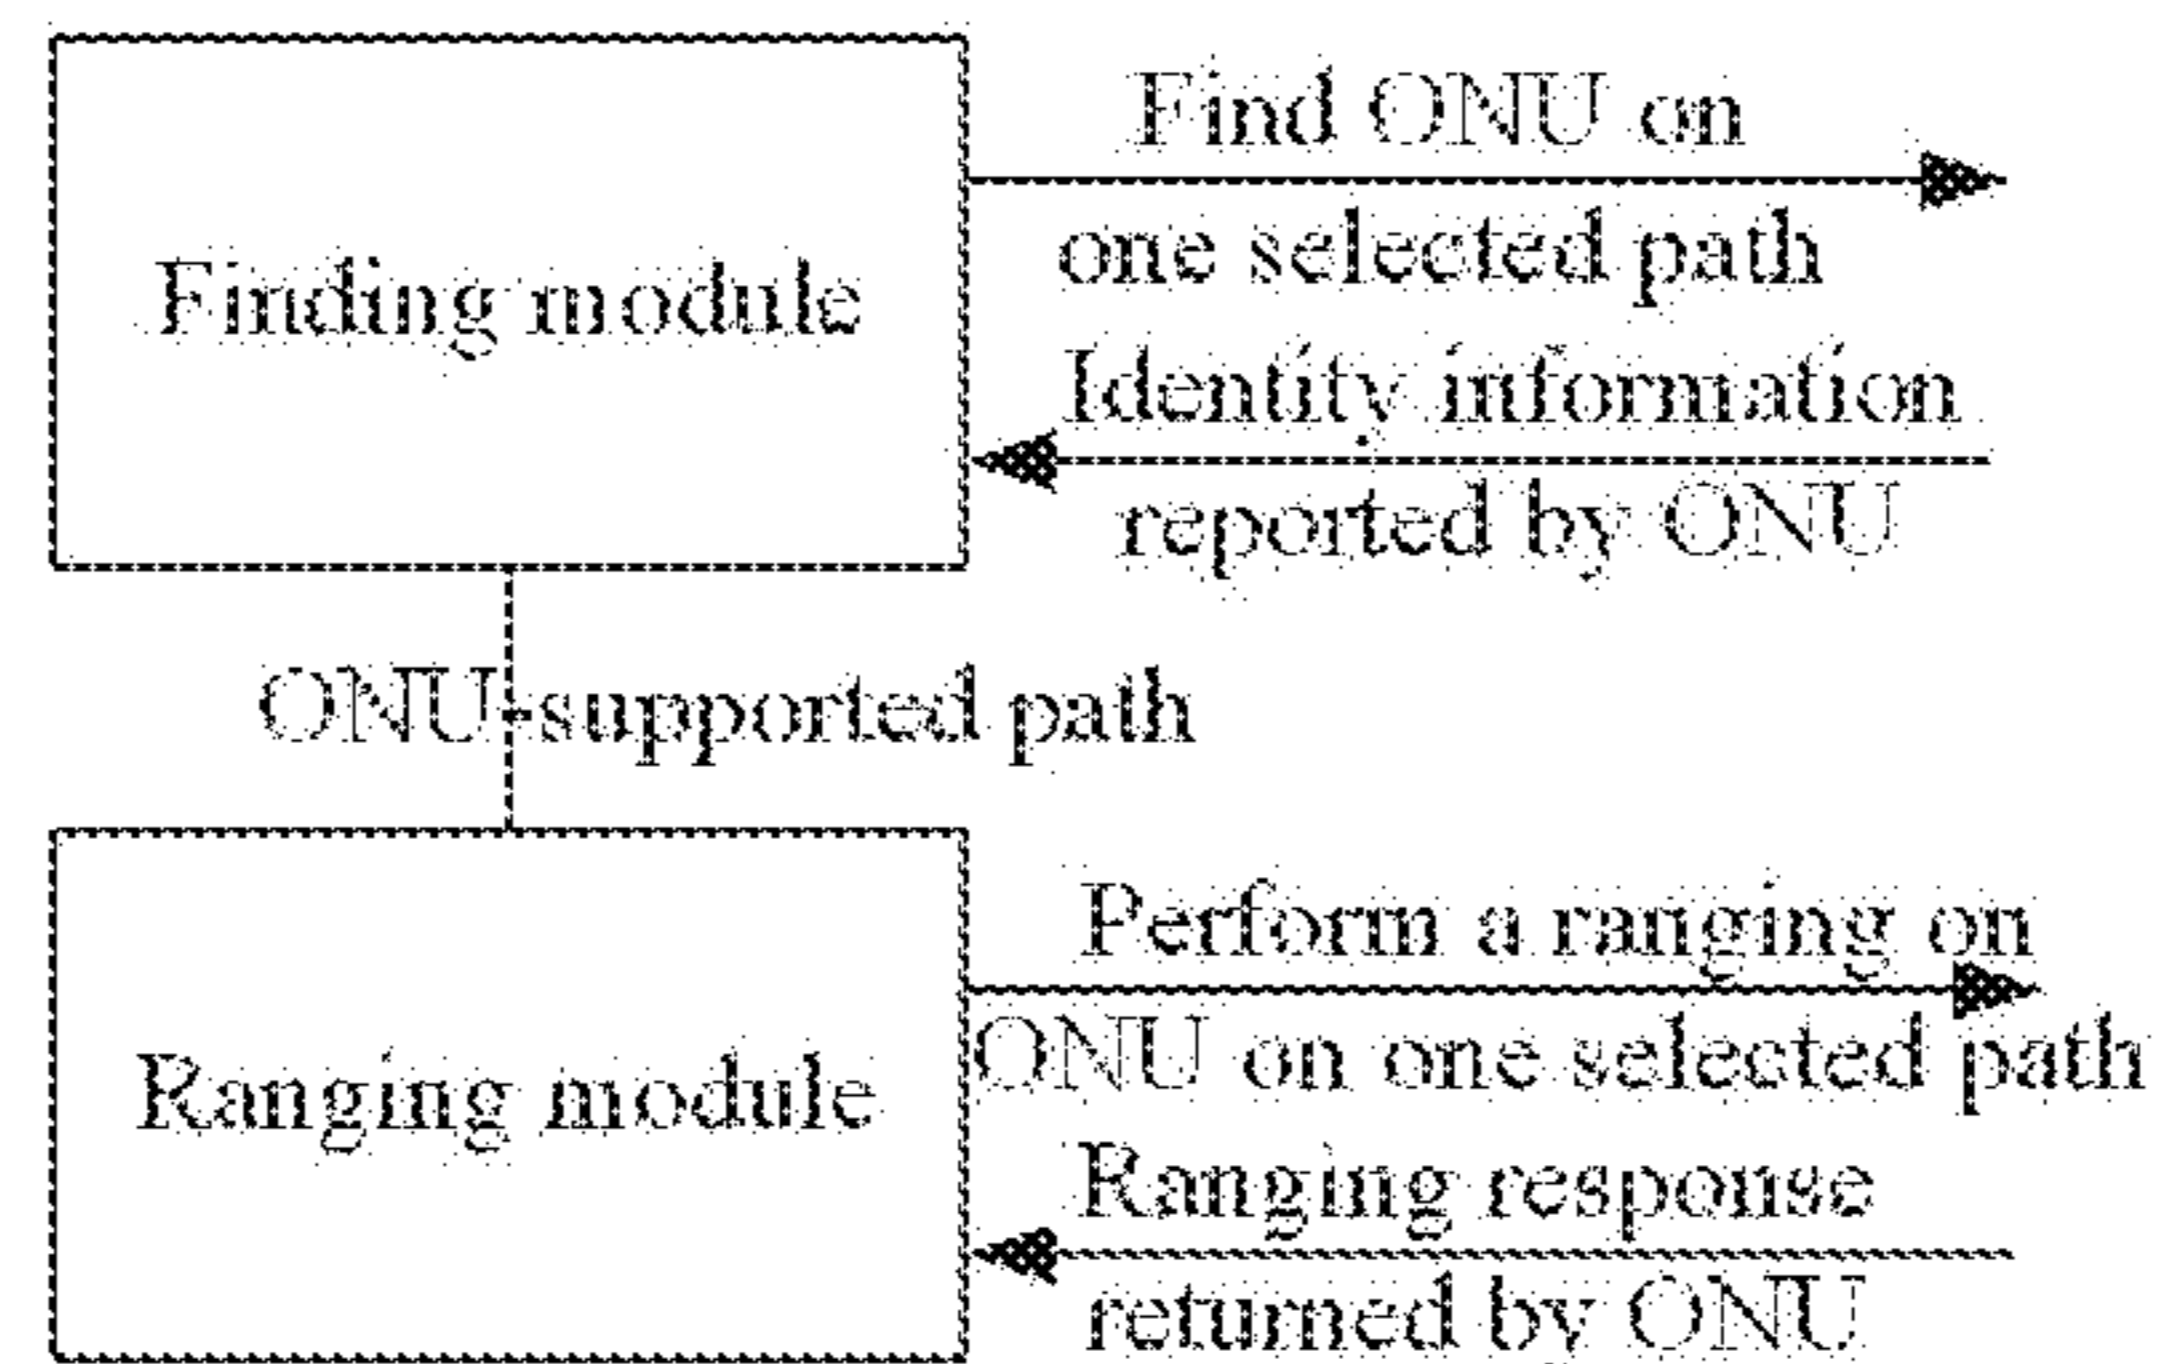 Find ONU on
one selected path
Finding module
Identity information
reported by ONU
ONU-supported path
Perform a ranging on
ONU on one selected path
Ranging module
Ranging response
returned by ONU